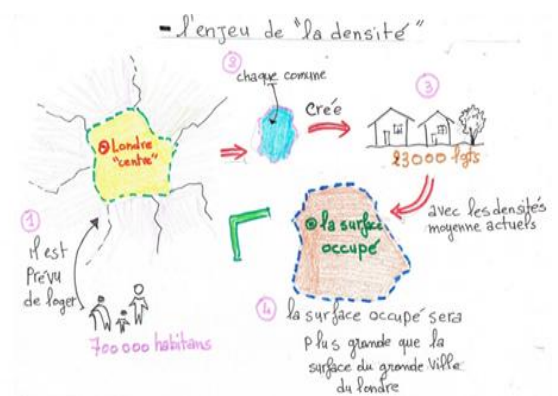 - l'enjeu de "la densité"
②
chaque comune
Crée
③
23000 lgts
⊙ Londre
"centre"
①
il est
Prévu
de loger
700 000 habitans
avec les densités
moyenne actuels
⊙ la surface
occupé
④ la surface occupé sera
plus grande que la
surface du grande Ville
du londre